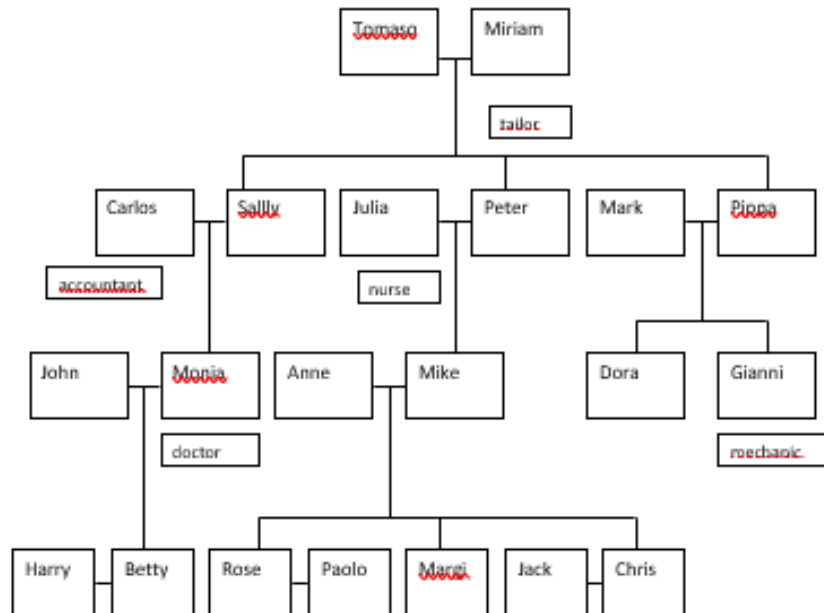 Tomaso
Miriam
tailor
Carlos
Sallly
Julia
Peter
Mark
Pippa
accountant
nurse
John
Monia
Anne
Mike
Dora
Gianni
doctor
mechanic
Harry
Betty
Rose
Paolo
Margi
Jack
Chris